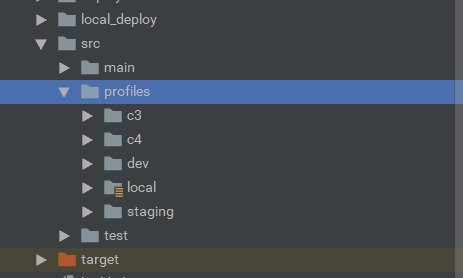 local_deploy
src
main
profiles
c3
c4
dev
local
staging
test
target